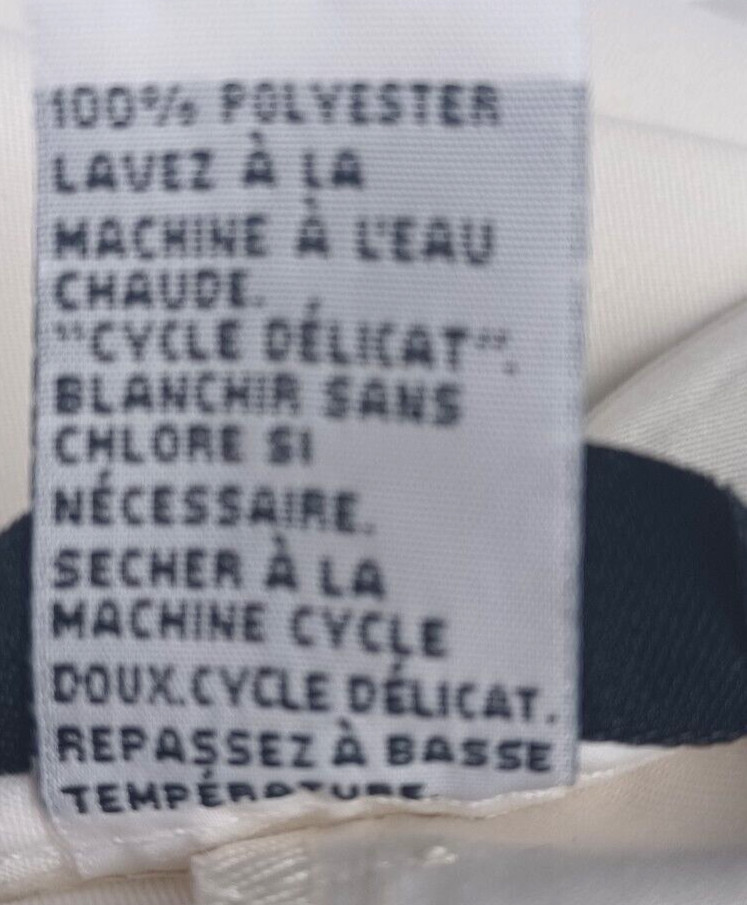 100% POLYESTER
LAVEZ À LA
MACHINE À L'EAU
CHAUDE.
"CYCLE DÉLICAT".
BLANCHIR SANS
CHLORE SI
NÉCESSAIRE.
SECHER À LA
MACHINE CYCLE
DOUX.CYCLE DÉLICAT.
REPASSEZ À BASSE
TEMPÉRATURE.